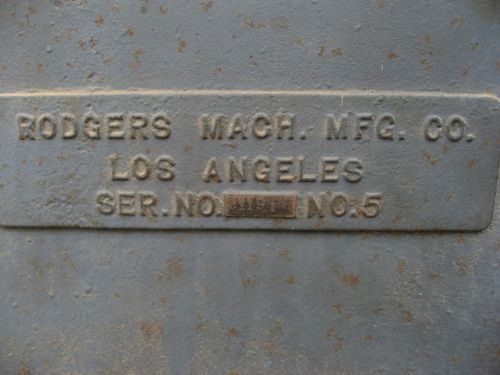 RODGERS MACH. MFG. CO.
LOS ANGELES
SER. NO. NO. 5